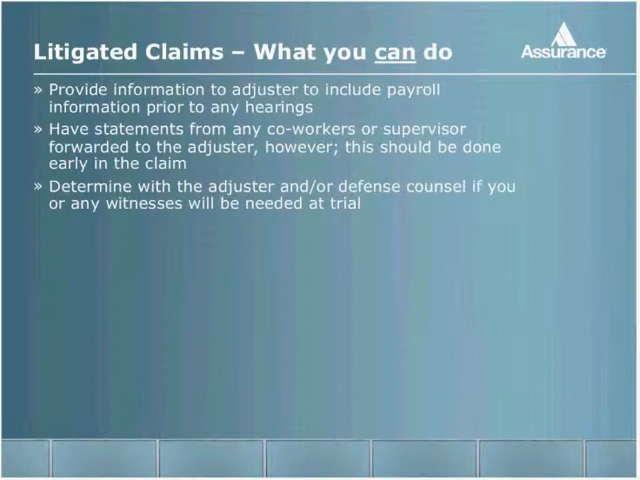 Litigated Claims – What you can do
Assurance
» Provide information to adjuster to include payroll
information prior to any hearings
» Have statements from any co-workers or supervisor
forwarded to the adjuster, however; this should be done
early in the claim
» Determine with the adjuster and/or defense counsel if you
or any witnesses will be needed at trial